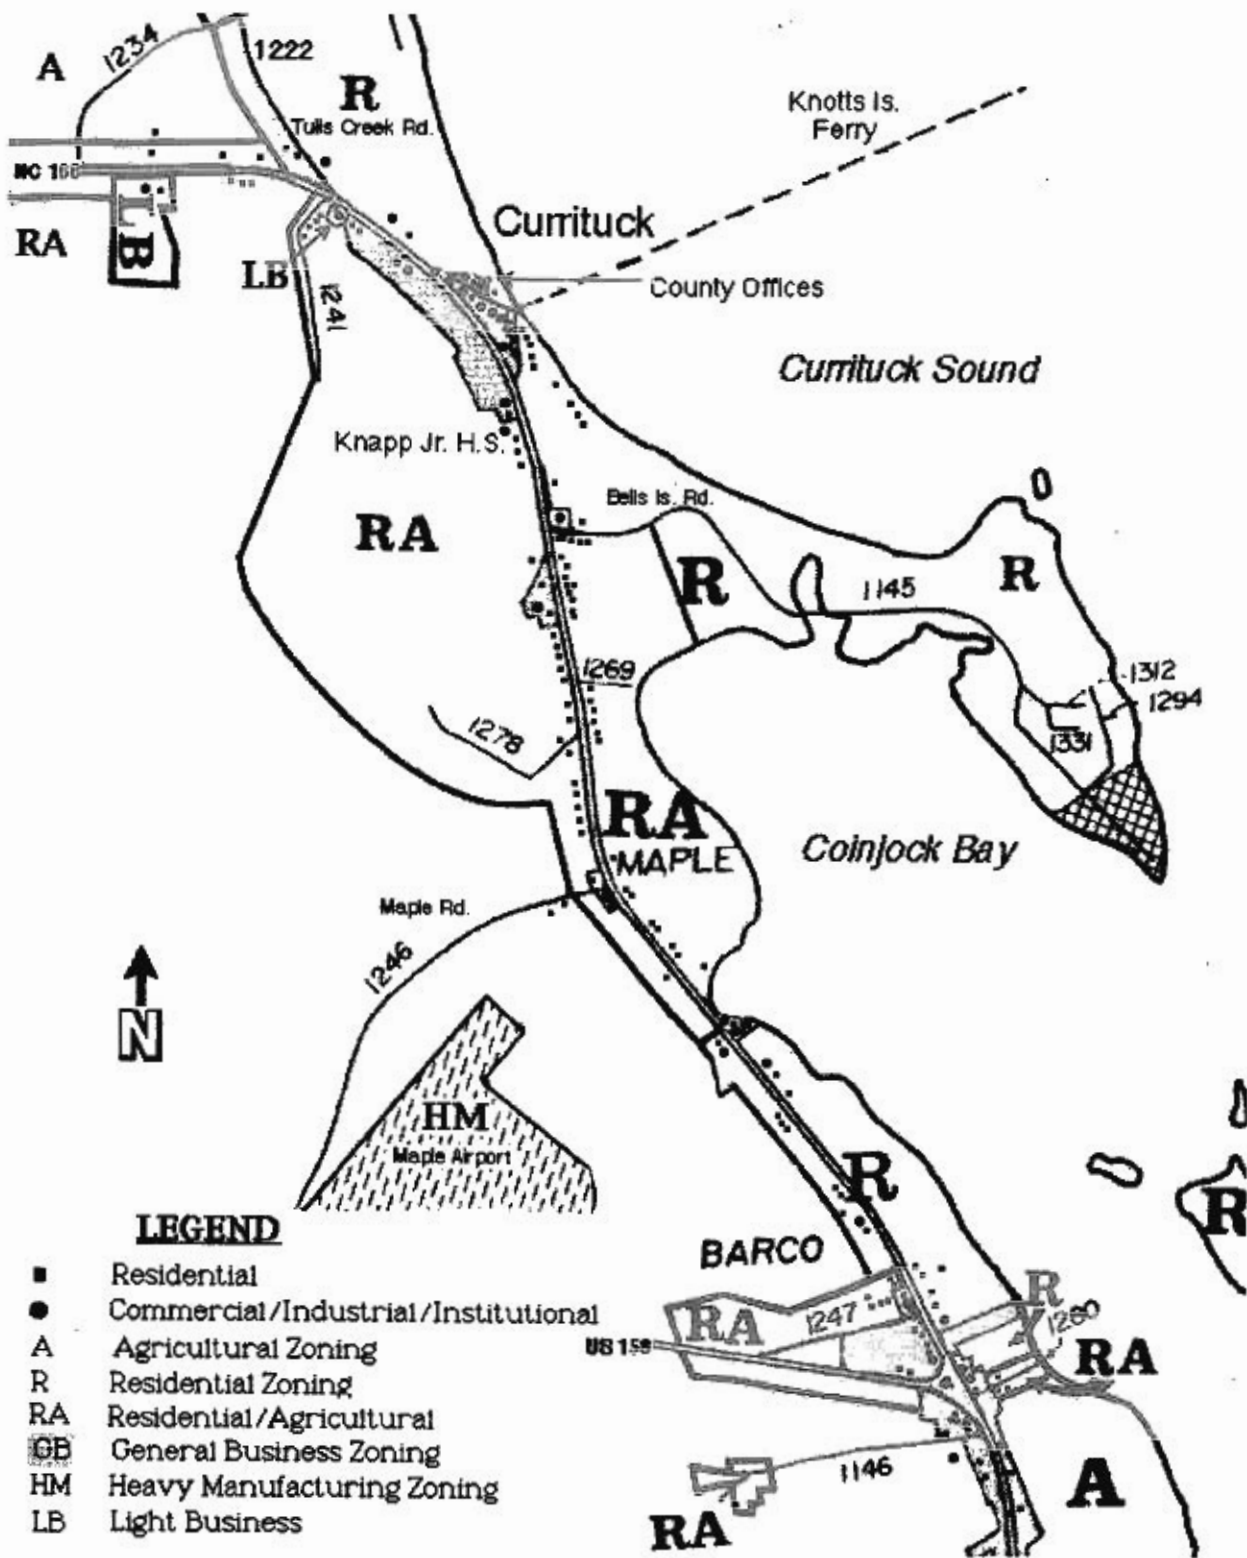 1234
1222
A
R
Tulls Creek Rd.
Knotts Is.
Ferry
NC 168
LB
RA
Currituck
LB
County Offices
1241
Currituck Sound
Knapp Jr. H.S.
Bells Is. Rd.
RA
R
1145
R
1269
1312
1294
1278
1331
RA
MAPLE
Coinjock Bay
Maple Rd.
1246
N
HM
Maple Airport
R
R
BARCO
LEGEND
■ Residential
● Commercial/Industrial/Institutional
A Agricultural Zoning
R Residential Zoning
RA Residential/Agricultural
GB General Business Zoning
HM Heavy Manufacturing Zoning
LB Light Business
RA
1247
US 158
R
1260
RA
1146
RA
A